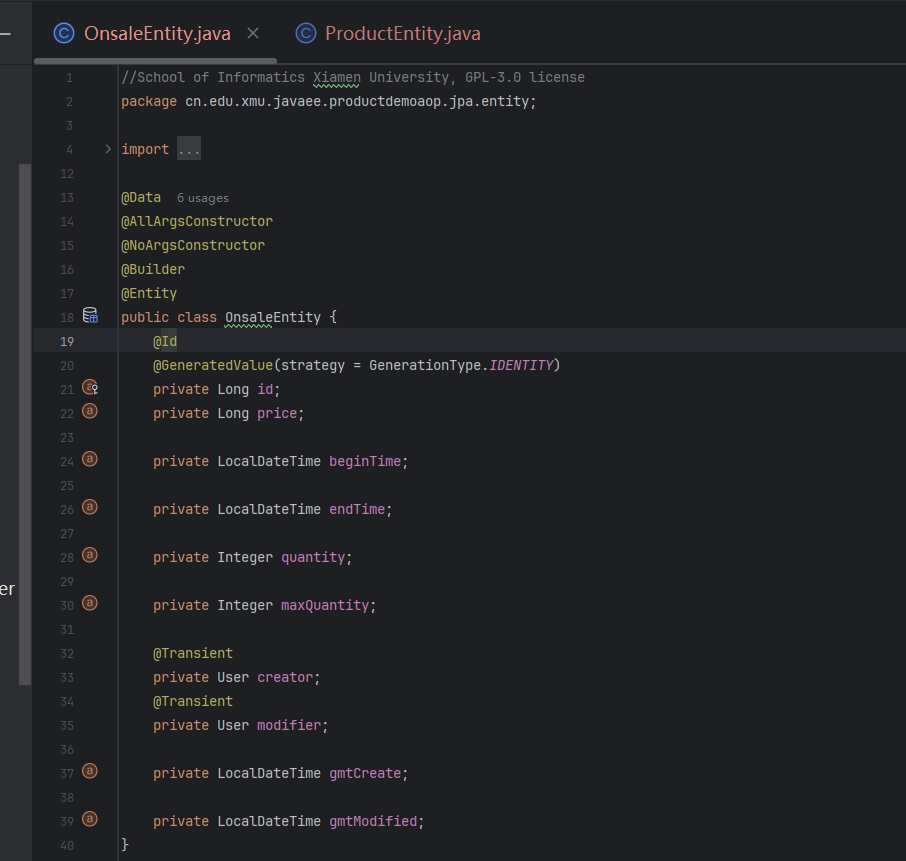 OnsaleEntity.java
ProductEntity.java
1 //School of Informatics Xiamen University, GPL-3.0 license
2 package cn.edu.xmu.javaee.productdemoaop.jpa.entity;
3
4 import ...
12
13 @Data 6 usages
14 @AllArgsConstructor
15 @NoArgsConstructor
16 @Builder
17 @Entity
18 public class OnsaleEntity {
19 @Id
20 @GeneratedValue(strategy = GenerationType.IDENTITY)
21 private Long id;
22 private Long price;
23
24 private LocalDateTime beginTime;
25
26 private LocalDateTime endTime;
27
28 private Integer quantity;
29
er
30 private Integer maxQuantity;
31
32 @Transient
33 private User creator;
34 @Transient
35 private User modifier;
36
37 private LocalDateTime gmtCreate;
38
39 private LocalDateTime gmtModified;
40 }